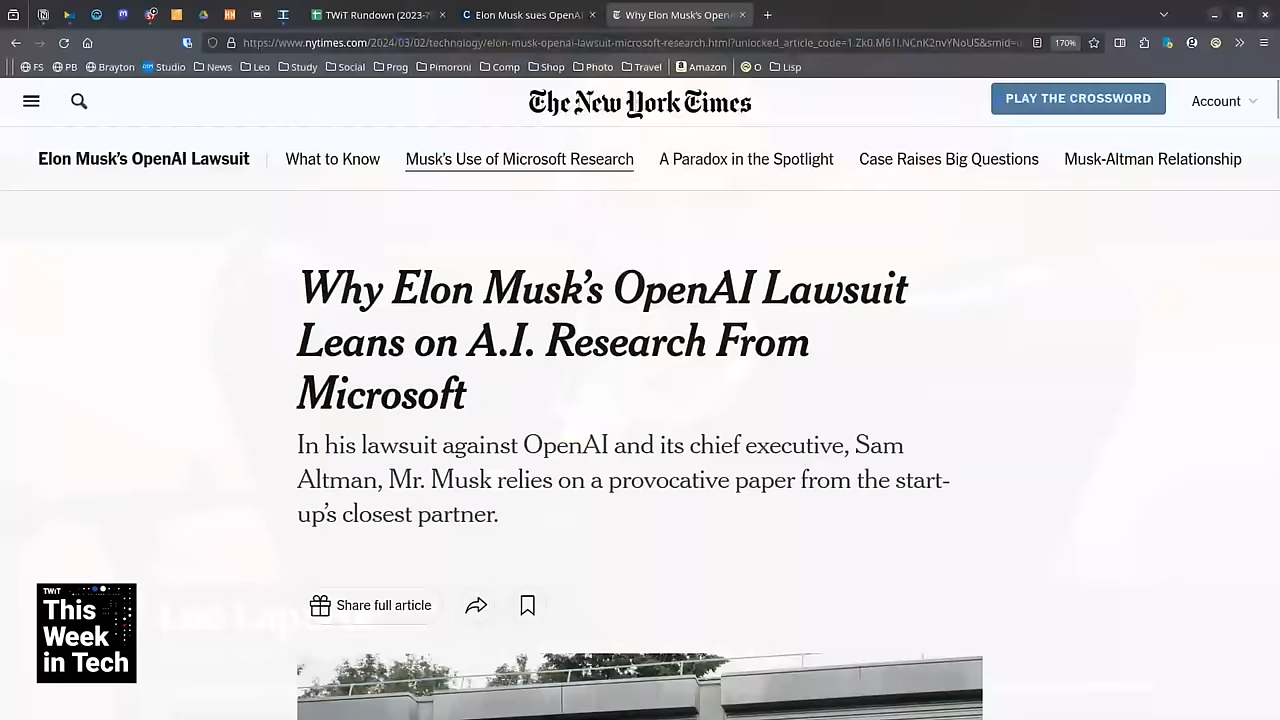 TWiT Rundown (2023-?
Elon Musk sues OpenAI
Why Elon Musk's Open
https://www.nytimes.com/2024/03/02/technology/elon-musk-openai-lawsuit-microsoft-research.html?unlocked_article_code=
170%
FS PB Brayton Studio News Leo Study Social Prog Pimoroni Comp Shop Photo Travel Amazon O Lisp
The New York Times
PLAY THE CROSSWORD
Account
Elon Musk's OpenAI Lawsuit
What to Know
Musk's Use of Microsoft Research
A Paradox in the Spotlight
Case Raises Big Questions
Musk-Altman Relationship
Why Elon Musk's OpenAI Lawsuit
Leans on A.I. Research From
Microsoft
In his lawsuit against OpenAI and its chief executive, Sam
Altman, Mr. Musk relies on a provocative paper from the start-
up's closest partner.
Share full article
TWiT
This
Week
in Tech